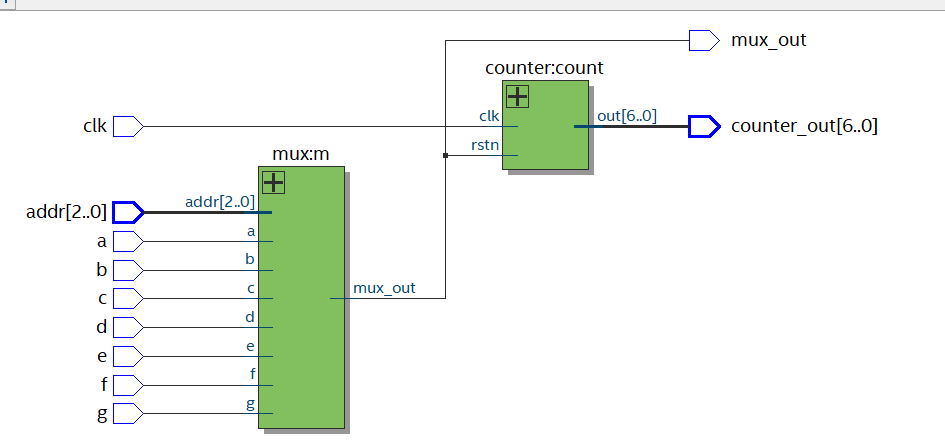 mux_out
counter:count
clk
clk
out[6..0]
counter_out[6..0]
rstn
mux:m
addr[2..0]
addr[2..0]
a
a
b
b
c
c
mux_out
d
d
e
e
f
f
g
g